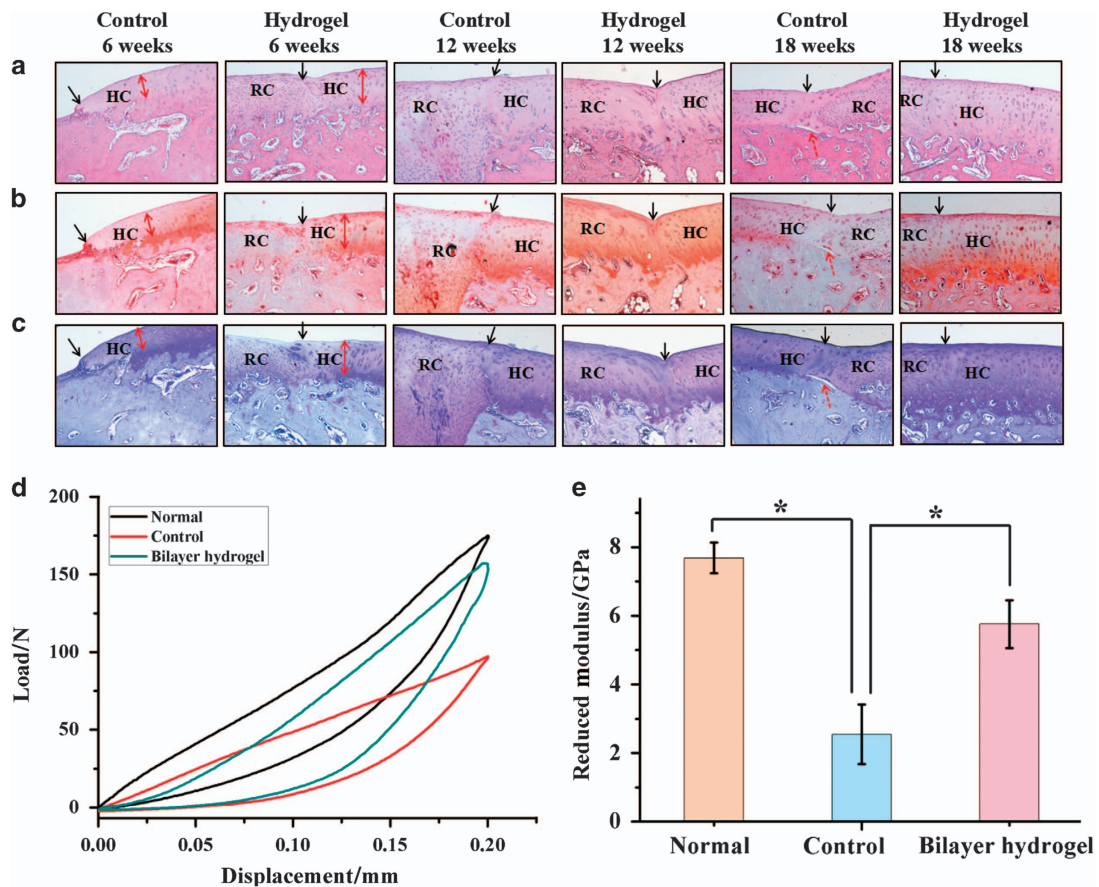 Control Hydrogel Control Hydrogel Control Hydrogel
6 weeks 6 weeks 12 weeks 12 weeks 18 weeks 18 weeks
a
HC RC HC RC HC RC HC HC RC RC HC
b
HC RC HC RC HC RC HC HC RC RC HC
c
HC RC HC RC HC RC HC HC RC RC HC
d
200
150
100
50
0
Load/N
Normal
Control
Bilayer hydrogel
0.00 0.05 0.10 0.15 0.20
Displacement/mm
e
8
6
4
2
0
Reduced modulus/GPa
* *
Normal Control Bilayer hydrogel